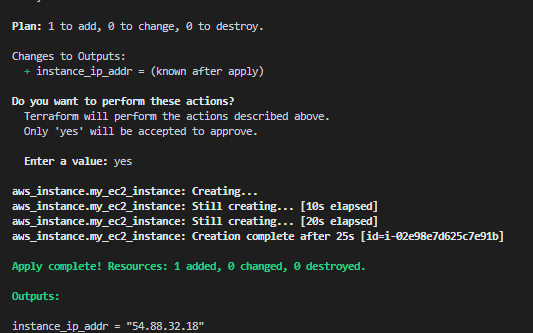 Plan: 1 to add, 0 to change, 0 to destroy.
Changes to Outputs:
+ instance_ip_addr = (known after apply)
Do you want to perform these actions?
Terraform will perform the actions described above.
Only 'yes' will be accepted to approve.
Enter a value: yes
aws_instance.my_ec2_instance: Creating...
aws_instance.my_ec2_instance: Still creating... [10s elapsed]
aws_instance.my_ec2_instance: Still creating... [20s elapsed]
aws_instance.my_ec2_instance: Creation complete after 25s [id=i-02e98e7d625c7e91b]
Apply complete! Resources: 1 added, 0 changed, 0 destroyed.
Outputs:
instance_ip_addr = "54.88.32.18"